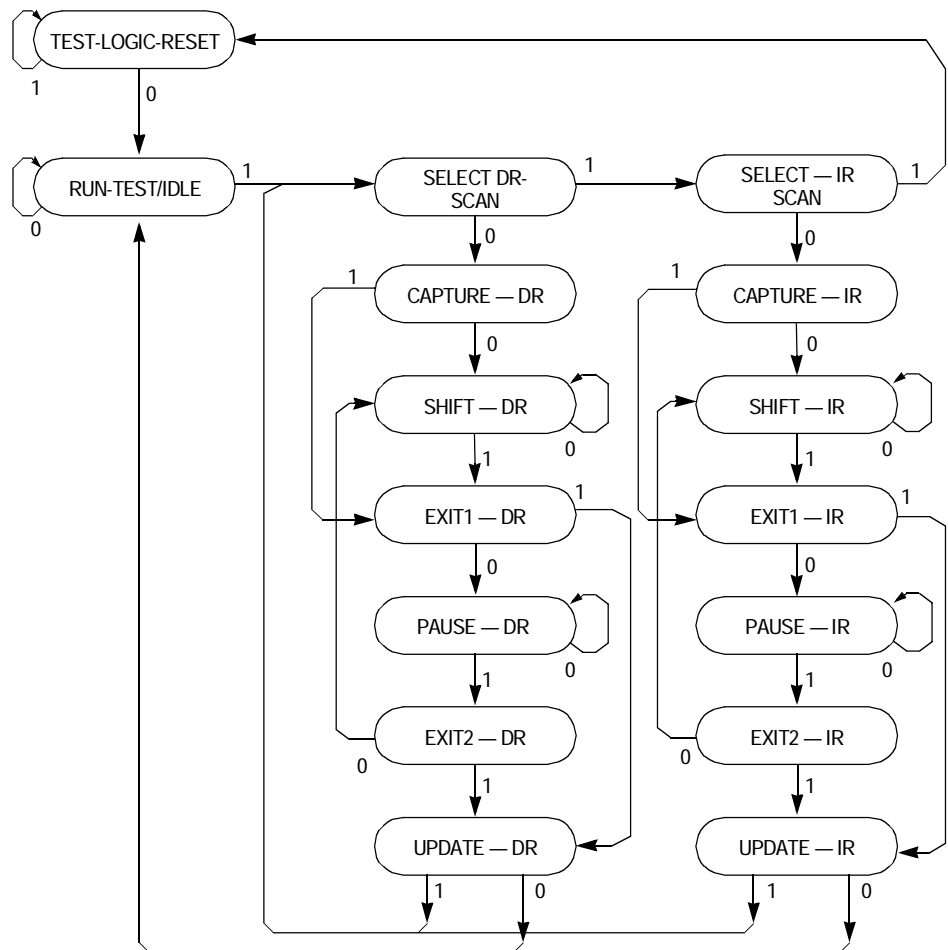 TEST-LOGIC-RESET
1
0
RUN-TEST/IDLE
1
0
SELECT DR-
SCAN
1
0
SELECT — IR
SCAN
1
0
1
CAPTURE — DR
0
1
CAPTURE — IR
0
SHIFT — DR
0
1
SHIFT — IR
0
1
EXIT1 — DR
1
0
EXIT1 — IR
1
0
PAUSE — DR
0
1
PAUSE — IR
0
1
EXIT2 — DR
0
1
EXIT2 — IR
0
1
UPDATE — DR
1
0
UPDATE — IR
1
0